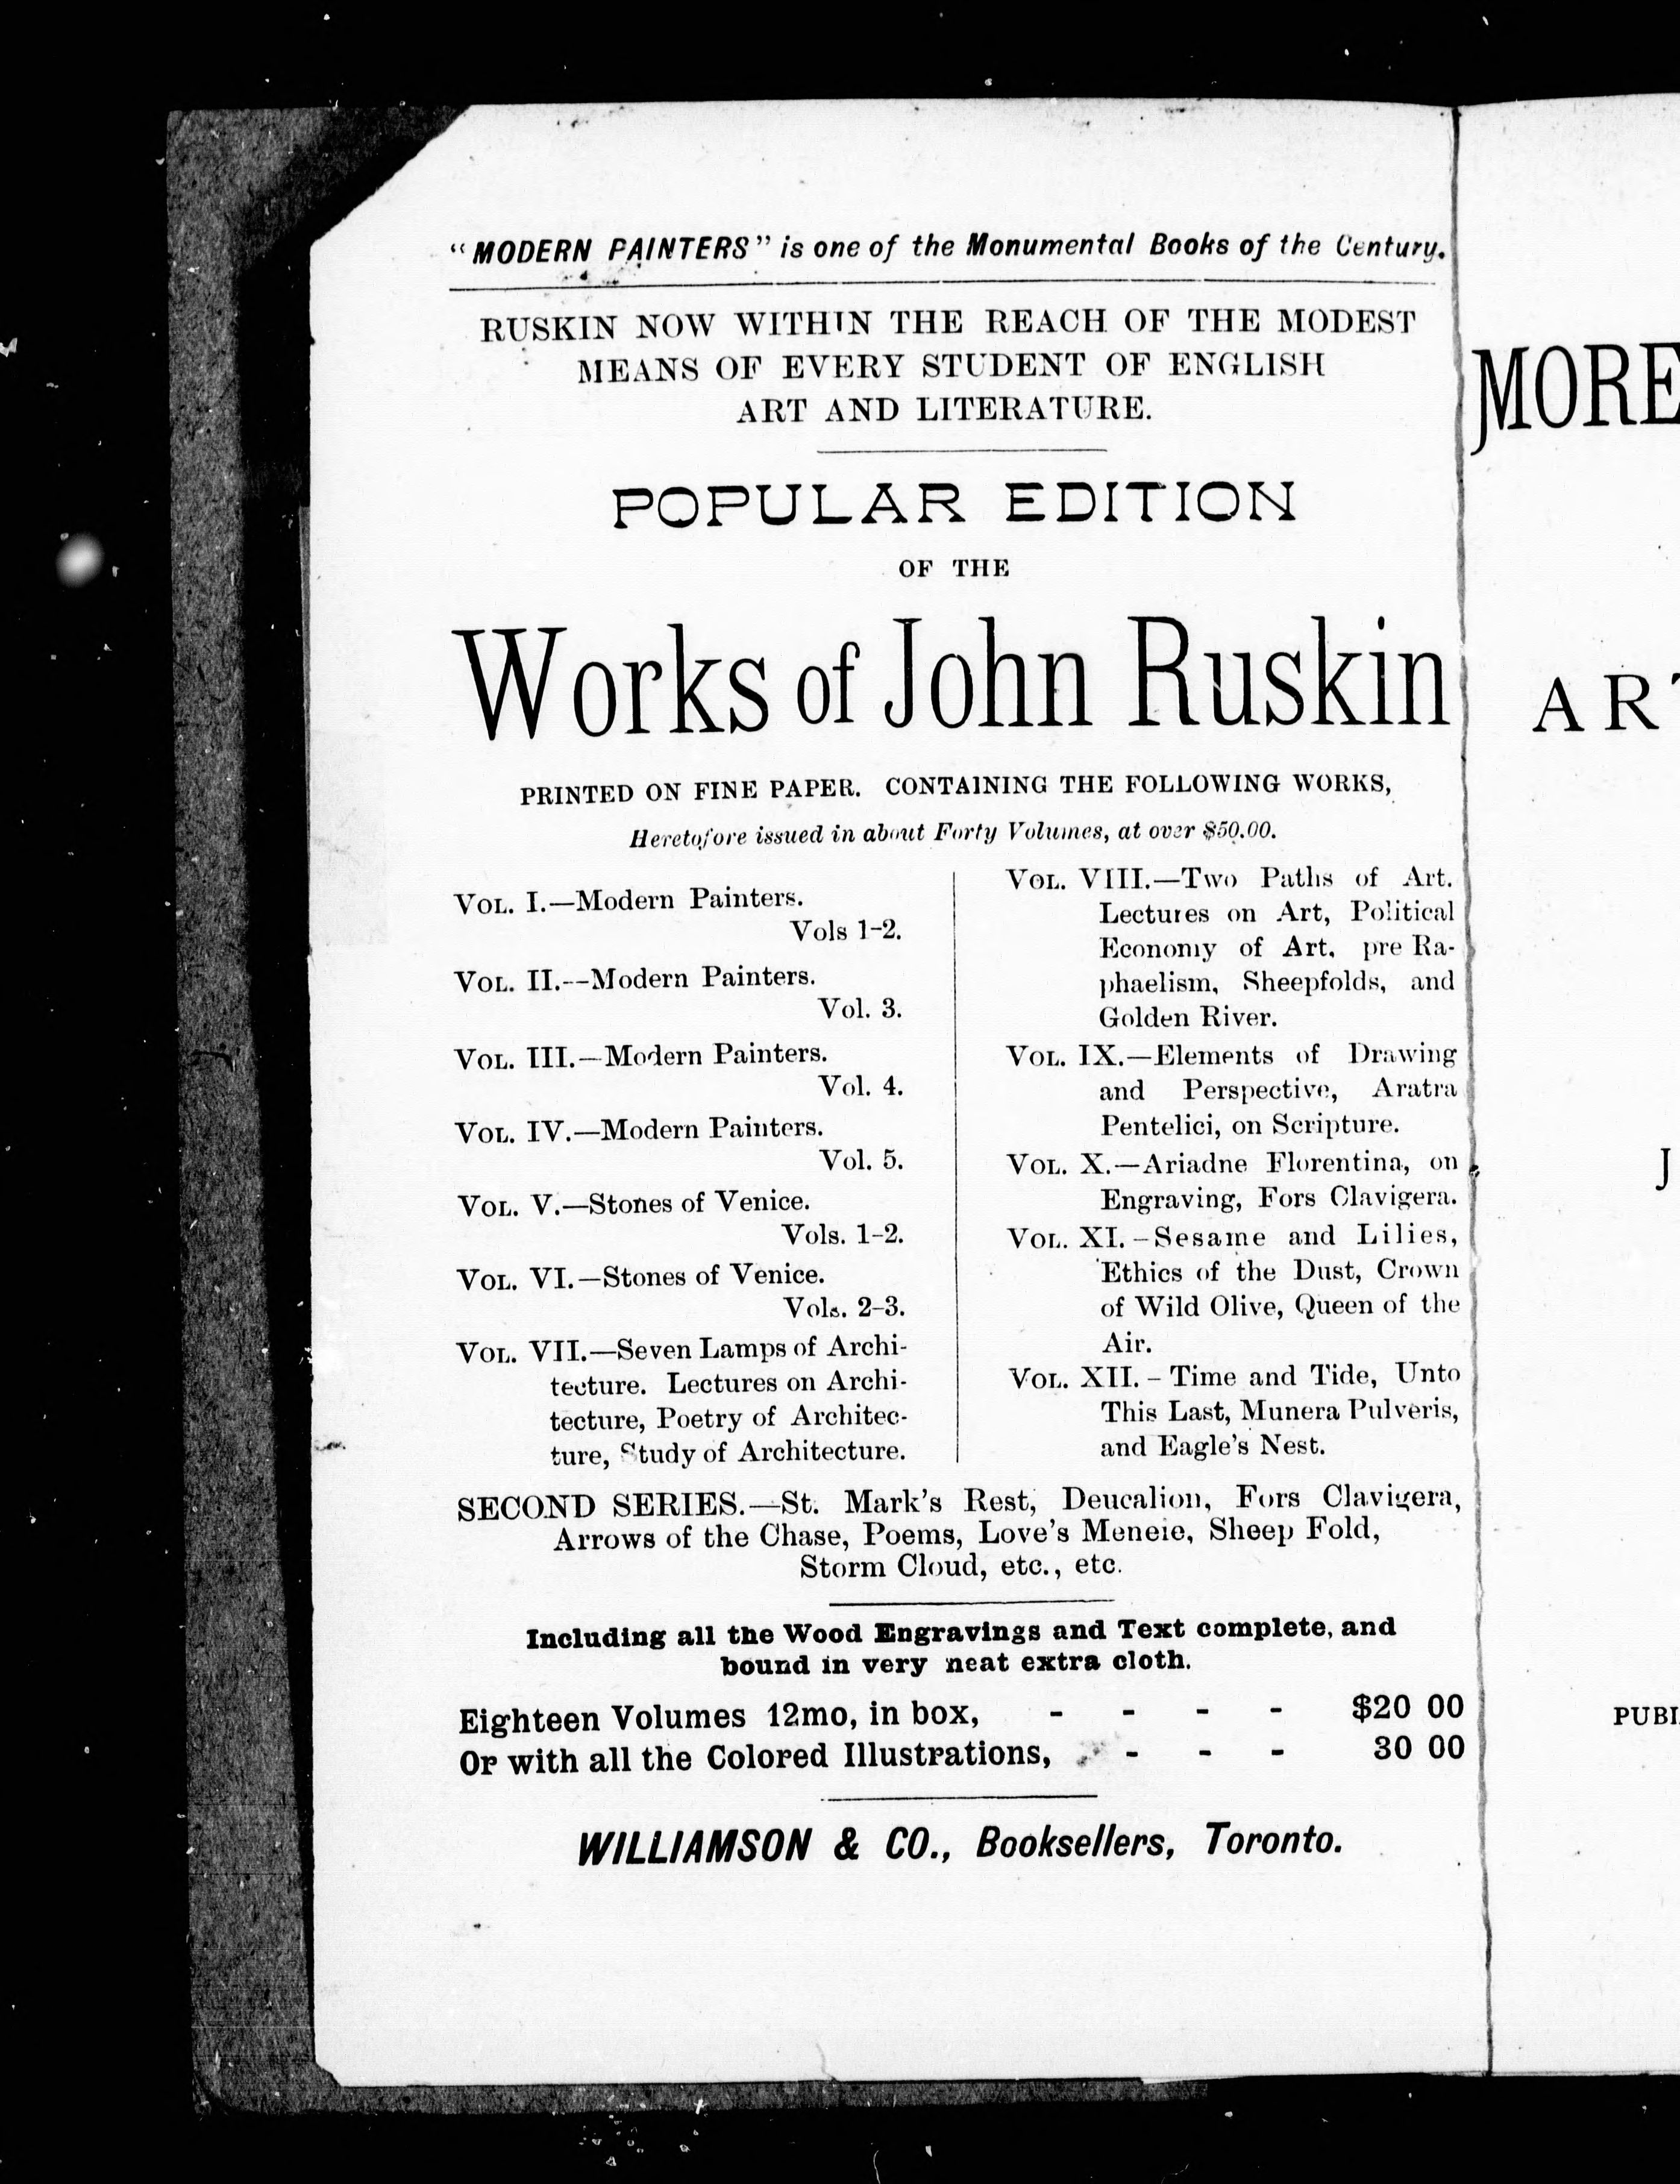 "MODERN PAINTERS" is one of the Monumental Books of the Century.
RUSKIN NOW WITHIN THE REACH OF THE MODEST
MEANS OF EVERY STUDENT OF ENGLISH
ART AND LITERATURE.
POPULAR EDITION
OF THE
Works of John Ruskin
PRINTED ON FINE PAPER. CONTAINING THE FOLLOWING WORKS,
Heretofore issued in about Forty Volumes, at over $50.00.
VOL. I.—Modern Painters.
Vols 1-2.
VOL. II.--Modern Painters.
Vol. 3.
VOL. III.—Modern Painters.
Vol. 4.
VOL. IV.—Modern Painters.
Vol. 5.
VOL. V.—Stones of Venice.
Vols. 1-2.
VOL. VI.—Stones of Venice.
Vols. 2-3.
VOL. VII.—Seven Lamps of Archi-
tecture. Lectures on Archi-
tecture, Poetry of Architec-
ture, Study of Architecture.
VOL. VIII.—Two Paths of Art.
Lectures on Art, Political
Economy of Art, pre Ra-
phaelism, Sheepfolds, and
Golden River.
VOL. IX.—Elements of Drawing
and Perspective, Aratra
Pentelici, on Scripture.
VOL. X.—Ariadne Florentina, on
Engraving, Fors Clavigera.
VOL. XI.-Sesame and Lilies,
Ethics of the Dust, Crown
of Wild Olive, Queen of the
Air.
VOL. XII.-Time and Tide, Unto
This Last, Munera Pulveris,
and Eagle's Nest.
SECOND SERIES.—St. Mark's Rest, Deucalion, Fors Clavigera,
Arrows of the Chase, Poems, Love's Meneie, Sheep Fold,
Storm Cloud, etc., etc.
Including all the Wood Engravings and Text complete, and
bound in very neat extra cloth.
Eighteen Volumes 12mo, in box, - - - - $20 00
Or with all the Colored Illustrations, - - - 30 00
WILLIAMSON & CO., Booksellers, Toronto.
MORE
ART
J
PUBL